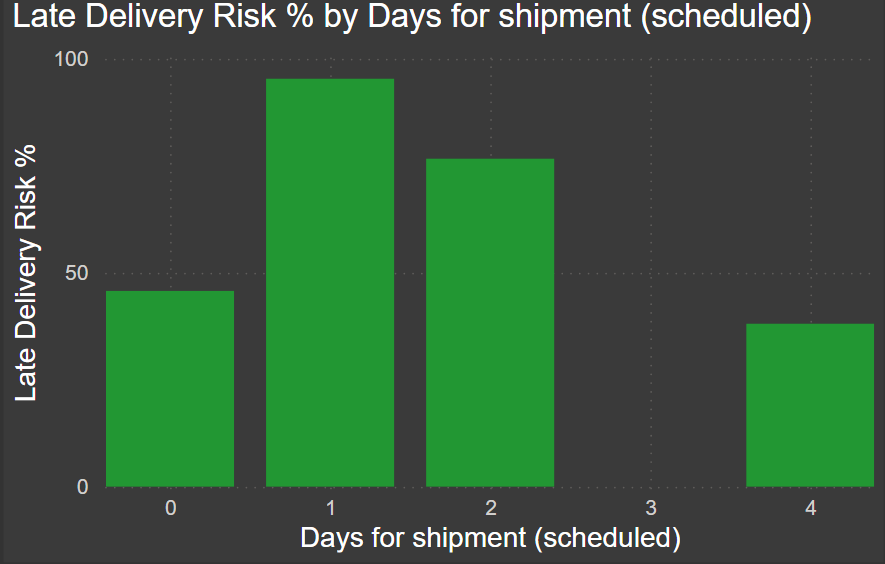 Late Delivery Risk % by Days for shipment (scheduled)
Late Delivery Risk %
100
50
0
0 1 2 3 4
Days for shipment (scheduled)